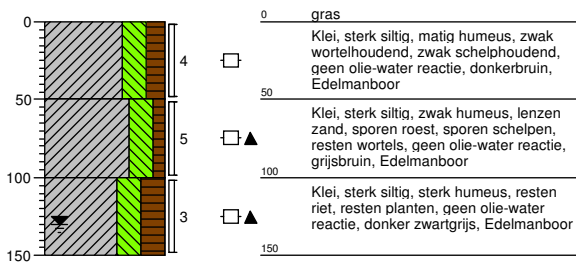 0
50
100
150
4
5
3
0 gras
Klei, sterk siltig, matig humeus, zwak
wortelhoudend, zwak schelphoudend,
geen olie-water reactie, donkerbruin,
Edelmanboor
50
Klei, sterk siltig, zwak humeus, lenzen
zand, sporen roest, sporen schelpen,
resten wortels, geen olie-water reactie,
grijsbruin, Edelmanboor
100
Klei, sterk siltig, sterk humeus, resten
riet, resten planten, geen olie-water
reactie, donker zwartgrijs, Edelmanboor
150